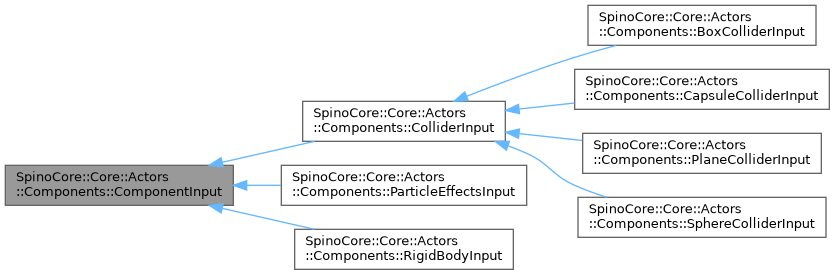 SpinoCore::Core::Actors
::Components::ComponentInput
SpinoCore::Core::Actors
::Components::ColliderInput
SpinoCore::Core::Actors
::Components::ParticleEffectsInput
SpinoCore::Core::Actors
::Components::RigidBodyInput
SpinoCore::Core::Actors
::Components::BoxColliderInput
SpinoCore::Core::Actors
::Components::CapsuleColliderInput
SpinoCore::Core::Actors
::Components::PlaneColliderInput
SpinoCore::Core::Actors
::Components::SphereColliderInput